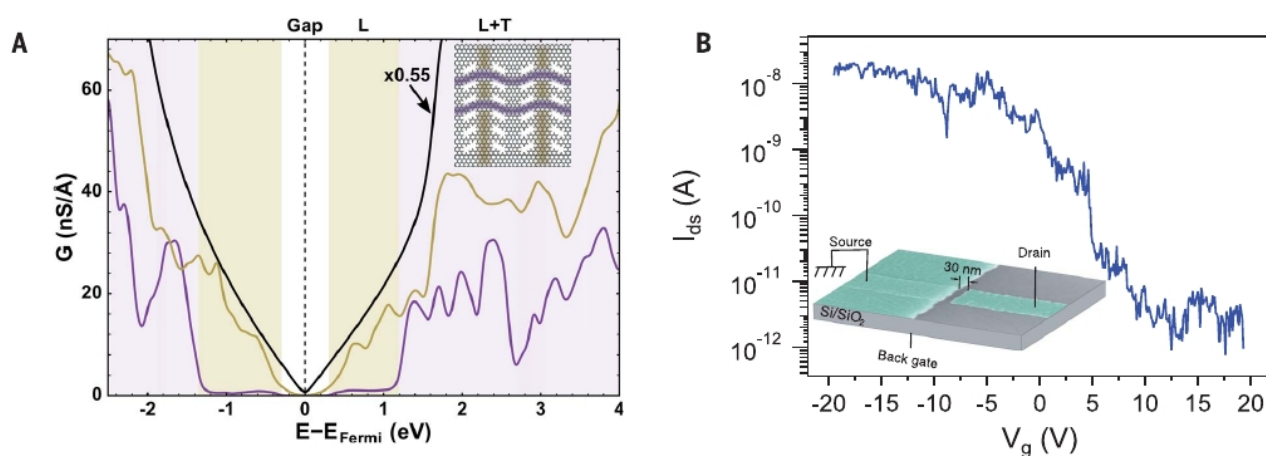 A
Gap L L+T
x0.55
G (nS/Å)
60
40
20
0
-2 -1 0 1 2 3 4
E−E_Fermi (eV)
B
I_ds (A)
10^-8
10^-9
10^-10
10^-11
10^-12
Source
30 nm
Drain
Si/SiO₂
Back gate
-20 -15 -10 -5 0 5 10 15 20
V_g (V)